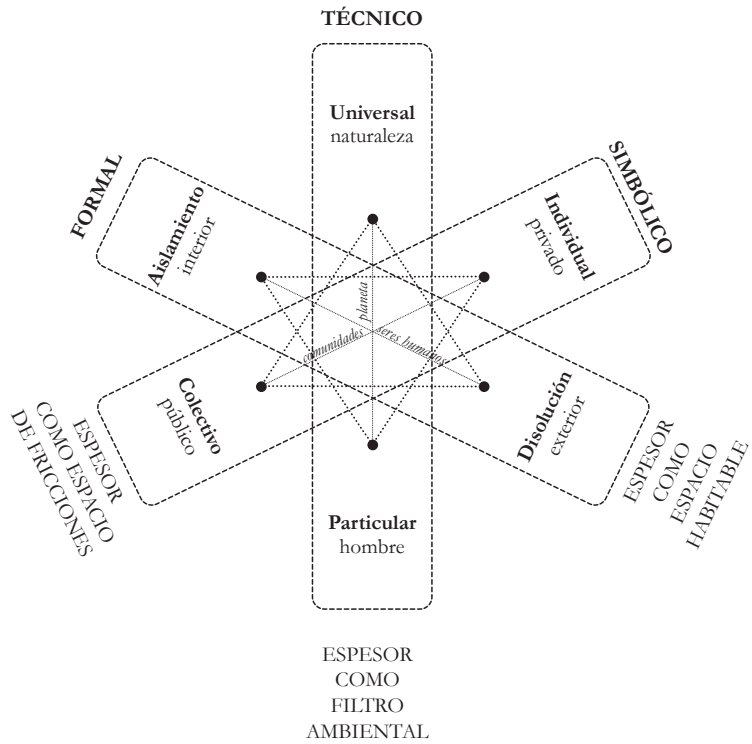 TÉCNICO
Universal
naturaleza
FORMAL
Aislamiento
interior
SIMBÓLICO
Individual
privado
planeta
comunidades
seres humanos
Colectivo
público
ESPESOR
COMO ESPACIO
DE FRICCIONES
Disolución
exterior
ESPESOR
COMO
ESPACIO
HABITABLE
Particular
hombre
ESPESOR
COMO
FILTRO
AMBIENTAL